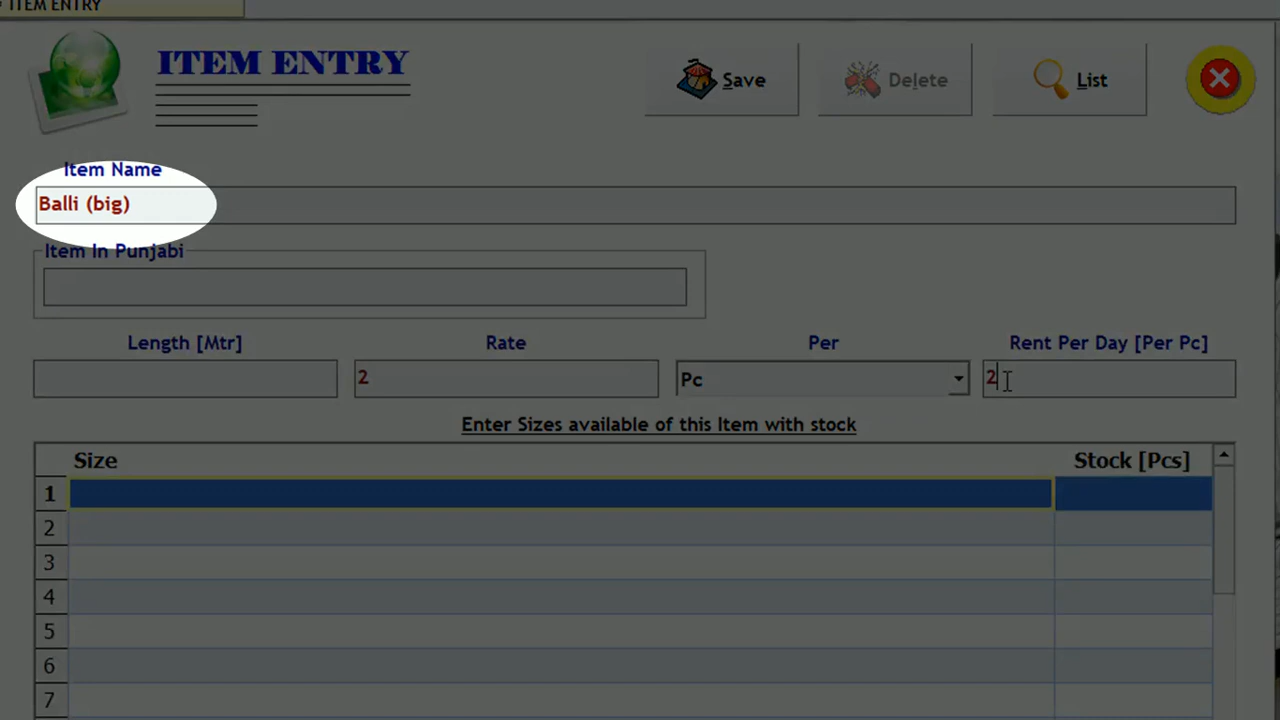 ITEM ENTRY
ITEM ENTRY
Save
Delete
List
Item Name
Balli (big)
Item In Punjabi
Length [Mtr]
Rate
Per
Rent Per Day [Per Pc]
2
Pc
2
Enter Sizes available of this Item with stock
Size
Stock [Pcs]
1
2
3
4
5
6
7